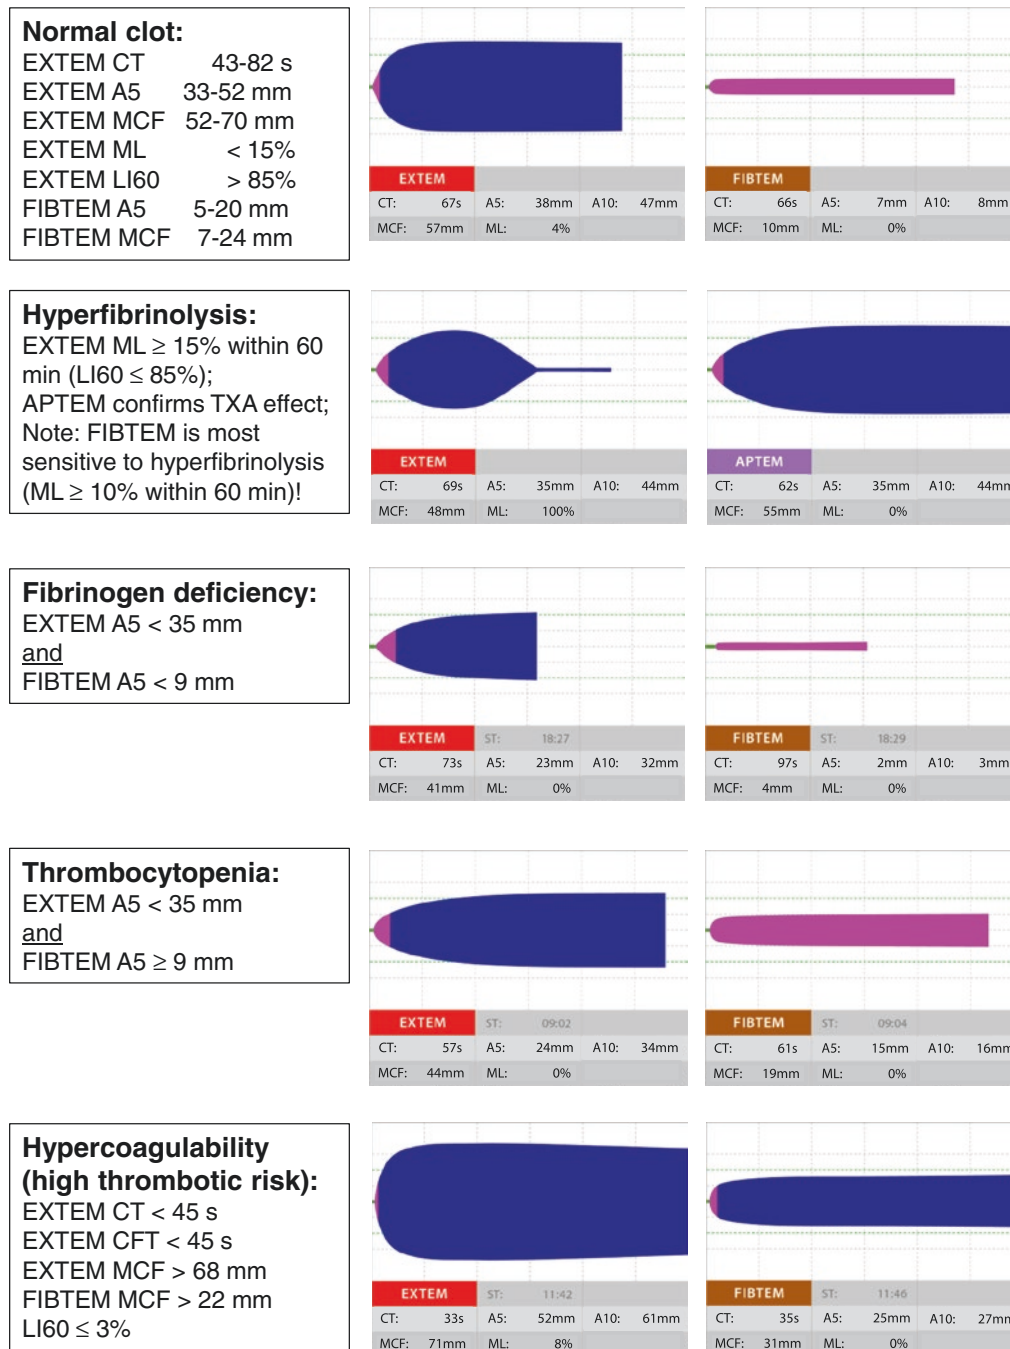 Normal clot:
EXTEM CT 43-82 s
EXTEM A5 33-52 mm
EXTEM MCF 52-70 mm
EXTEM ML < 15%
EXTEM LI60 > 85%
FIBTEM A5 5-20 mm
FIBTEM MCF 7-24 mm
EXTEM
CT: 67s A5: 38mm A10: 47mm
MCF: 57mm ML: 4%
FIBTEM
CT: 66s A5: 7mm A10: 8mm
MCF: 10mm ML: 0%
Hyperfibrinolysis:
EXTEM ML ≥ 15% within 60
min (LI60 ≤ 85%);
APTEM confirms TXA effect;
Note: FIBTEM is most
sensitive to hyperfibrinolysis
(ML ≥ 10% within 60 min)!
EXTEM
CT: 69s A5: 35mm A10: 44mm
MCF: 48mm ML: 100%
APTEM
CT: 62s A5: 35mm A10: 44mm
MCF: 55mm ML: 0%
Fibrinogen deficiency:
EXTEM A5 < 35 mm
and
FIBTEM A5 < 9 mm
EXTEM ST: 18:27
CT: 73s A5: 23mm A10: 32mm
MCF: 41mm ML: 0%
FIBTEM ST: 18:29
CT: 97s A5: 2mm A10: 3mm
MCF: 4mm ML: 0%
Thrombocytopenia:
EXTEM A5 < 35 mm
and
FIBTEM A5 ≥ 9 mm
EXTEM ST: 09:02
CT: 57s A5: 24mm A10: 34mm
MCF: 44mm ML: 0%
FIBTEM ST: 09:04
CT: 61s A5: 15mm A10: 16mm
MCF: 19mm ML: 0%
Hypercoagulability
(high thrombotic risk):
EXTEM CT < 45 s
EXTEM CFT < 45 s
EXTEM MCF > 68 mm
FIBTEM MCF > 22 mm
LI60 ≤ 3%
EXTEM ST: 11:42
CT: 33s A5: 52mm A10: 61mm
MCF: 71mm ML: 8%
FIBTEM ST: 11:46
CT: 35s A5: 25mm A10: 27mm
MCF: 31mm ML: 0%